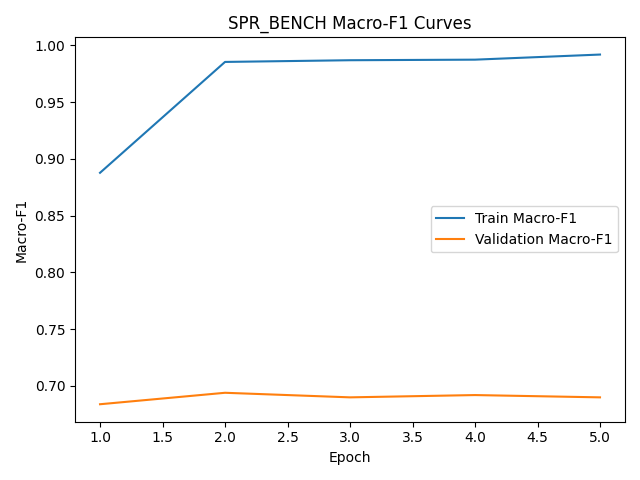 SPR_BENCH Macro-F1 Curves
1.00
0.95
0.90
0.85
0.80
0.75
0.70
Macro-F1
Train Macro-F1
Validation Macro-F1
1.0 1.5 2.0 2.5 3.0 3.5 4.0 4.5 5.0
Epoch